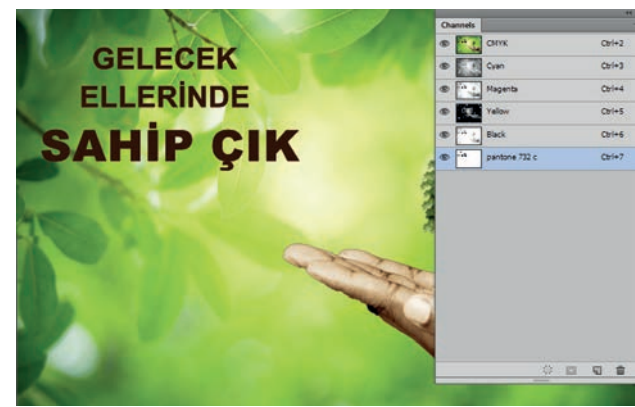 GELECEK
ELLERİNDE
SAHİP ÇIK
Channels
CMYK Ctrl+2
Cyan Ctrl+3
Magenta Ctrl+4
Yallow Ctrl+5
Black Ctrl+6
pantone 732 c Ctrl+7